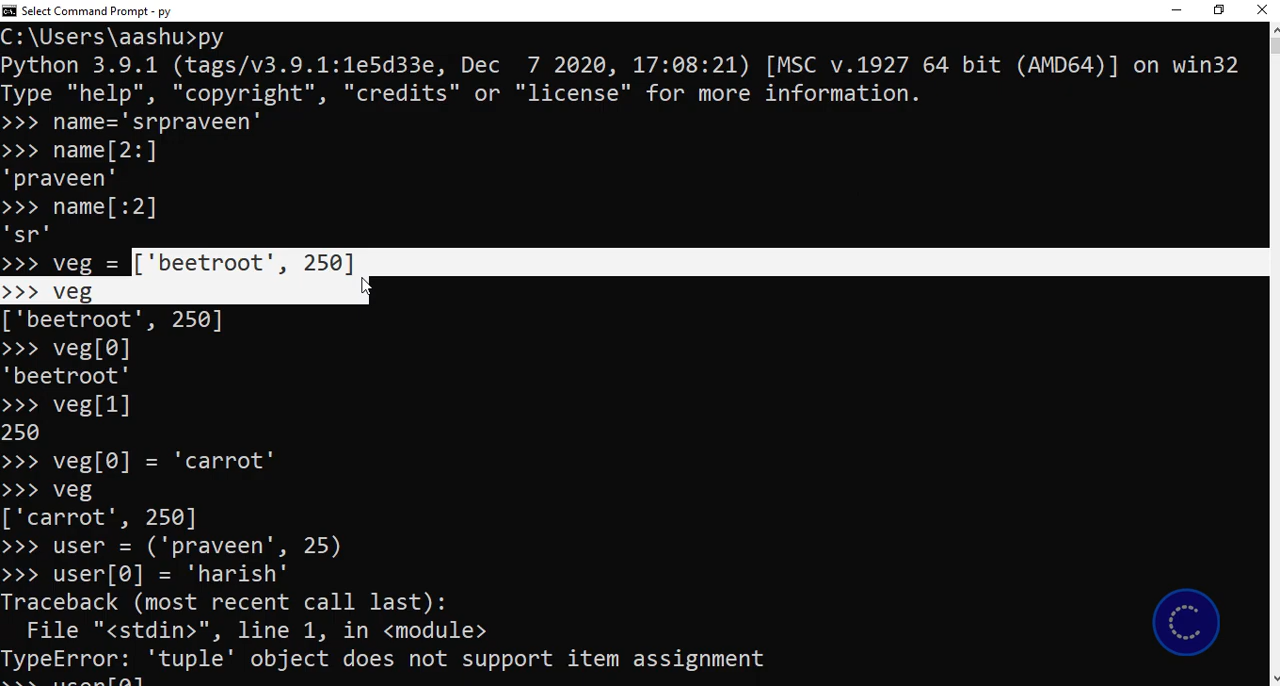 Select Command Prompt - py
C:\Users\aashu>py
Python 3.9.1 (tags/v3.9.1:1e5d33e, Dec  7 2020, 17:08:21) [MSC v.1927 64 bit (AMD64)] on win32
Type "help", "copyright", "credits" or "license" for more information.
>>> name='srpraveen'
>>> name[2:]
'praveen'
>>> name[:2]
'sr'
>>> veg = ['beetroot', 250]
>>> veg
['beetroot', 250]
>>> veg[0]
'beetroot'
>>> veg[1]
250
>>> veg[0] = 'carrot'
>>> veg
['carrot', 250]
>>> user = ('praveen', 25)
>>> user[0] = 'harish'
Traceback (most recent call last):
  File "<stdin>", line 1, in <module>
TypeError: 'tuple' object does not support item assignment
>>> user[0]